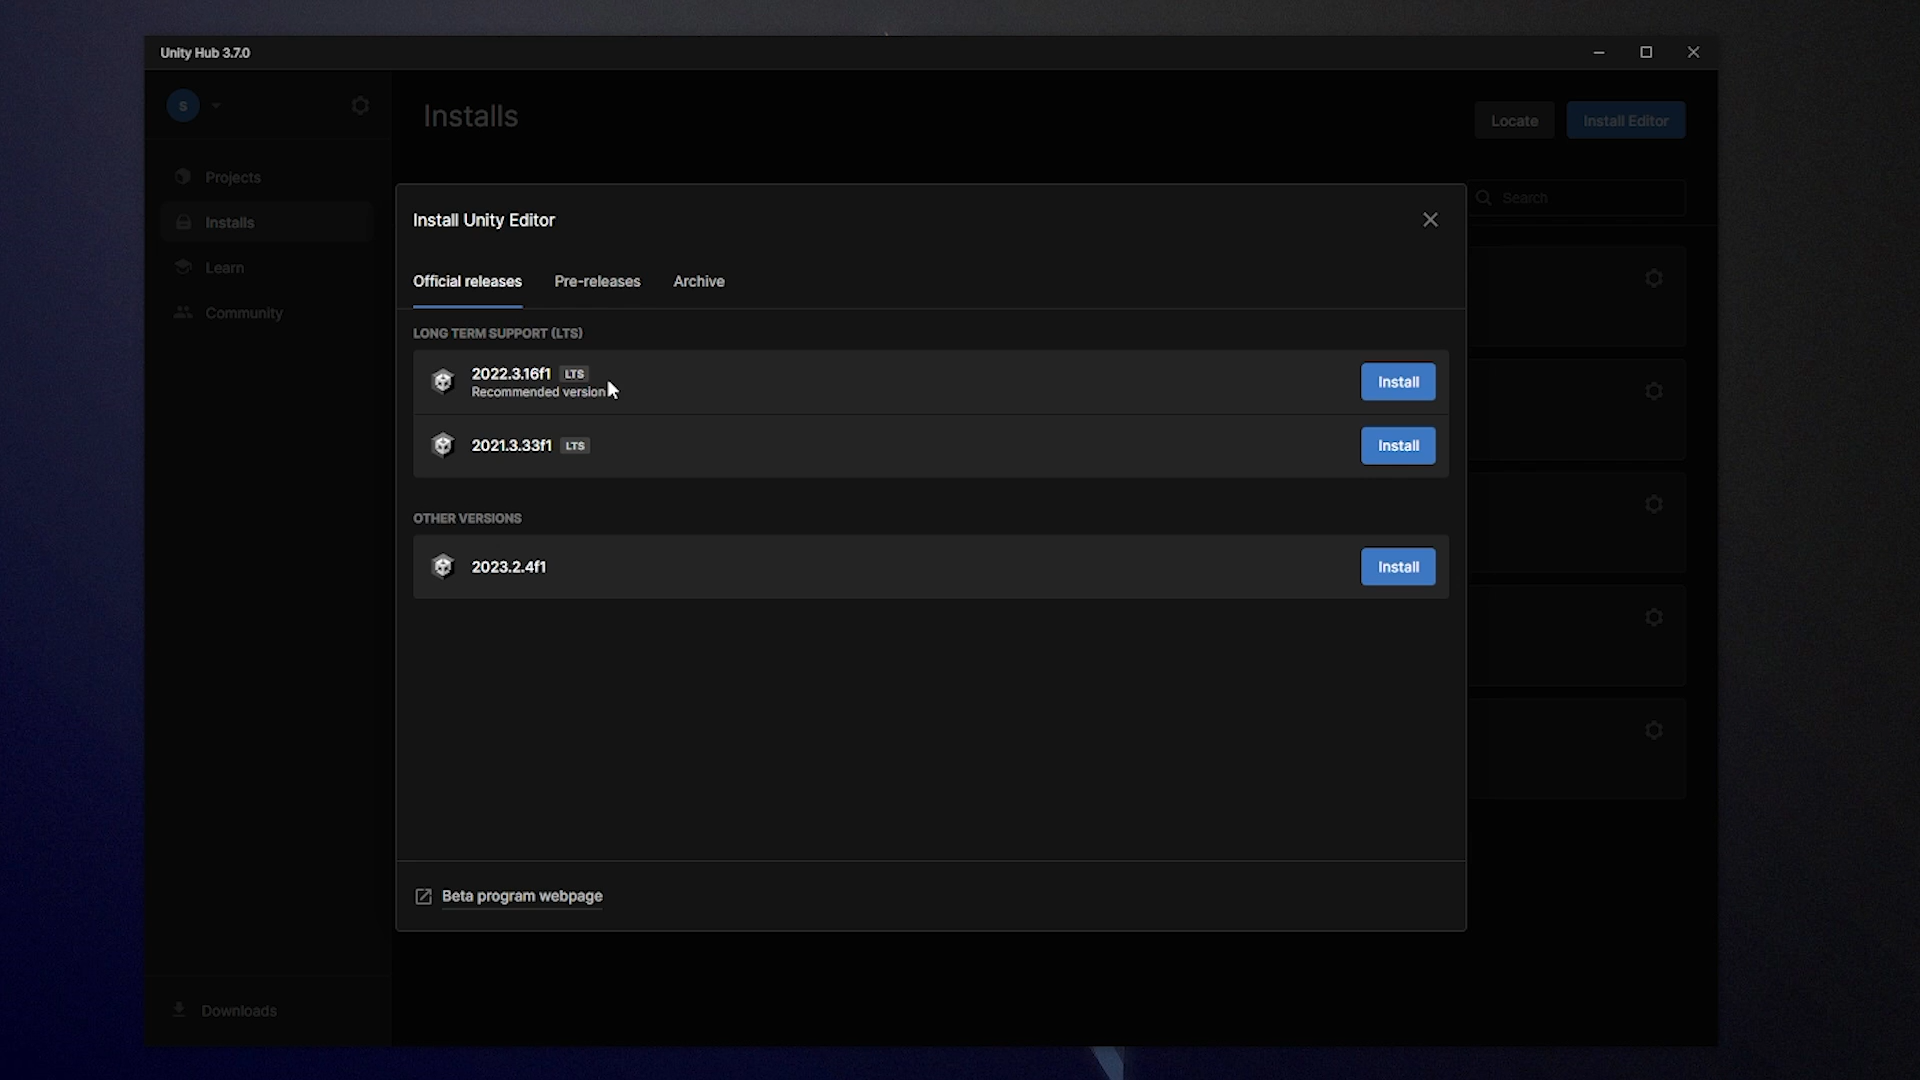 Unity Hub 3.7.0
S
Installs
Locate
Install Editor
Projects
Installs
Learn
Community
Search
Install Unity Editor
Official releases
Pre-releases
Archive
LONG TERM SUPPORT (LTS)
2022.3.16f1 LTS
Recommended version
Install
2021.3.33f1 LTS
Install
OTHER VERSIONS
2023.2.4f1
Install
Beta program webpage
Downloads